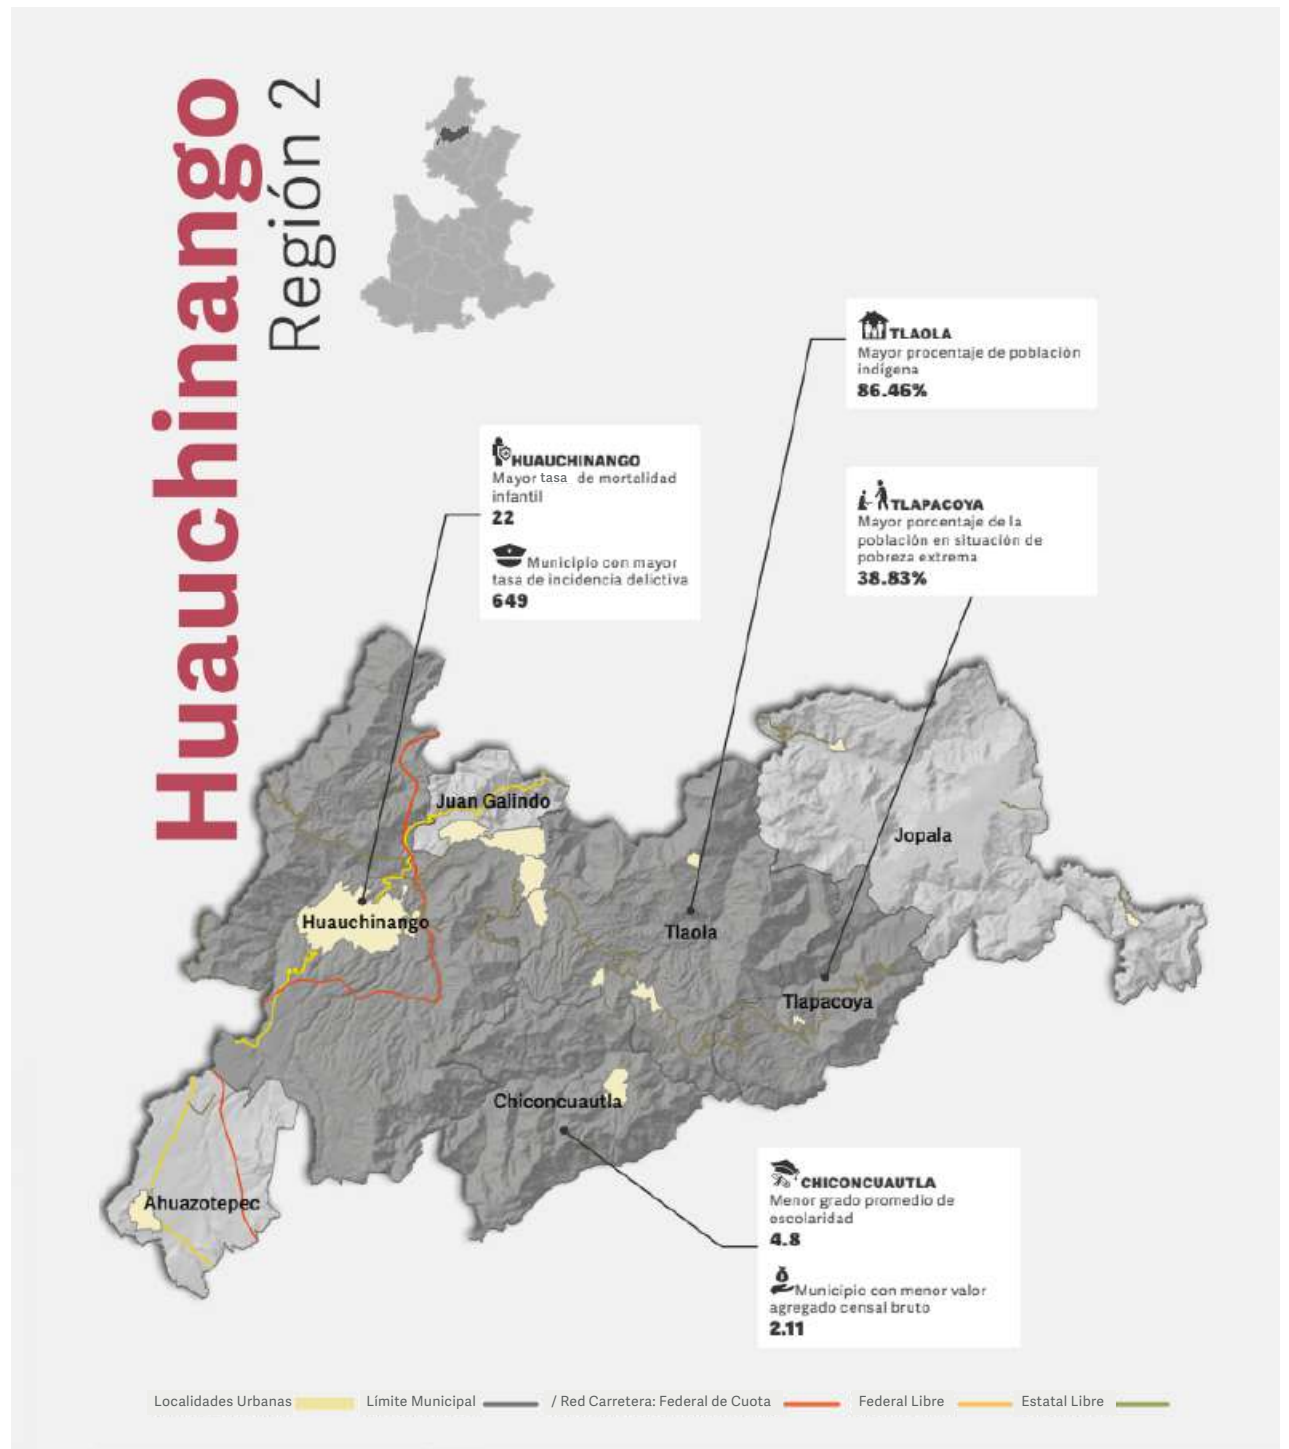 Huauchinango
Región 2
TLAOLA
Mayor procentaje de población
indígena
86.46%
HUAUCHINANGO
Mayor tasa de mortalidad
infantil
22
Municipio con mayor
tasa de incidencia delictiva
649
TLAPACOYA
Mayor porcentaje de la
población en situación de
pobreza extrema
38.83%
Juan Galindo
Jopala
Huauchinango
Tlaola
Tlapacoya
Chiconcuautla
Ahuazotepec
CHICONCUAUTLA
Menor grado promedio de
escolaridad
4.8
Municipio con menor valor
agregado censal bruto
2.11
Localidades Urbanas Límite Municipal / Red Carretera: Federal de Cuota Federal Libre Estatal Libre